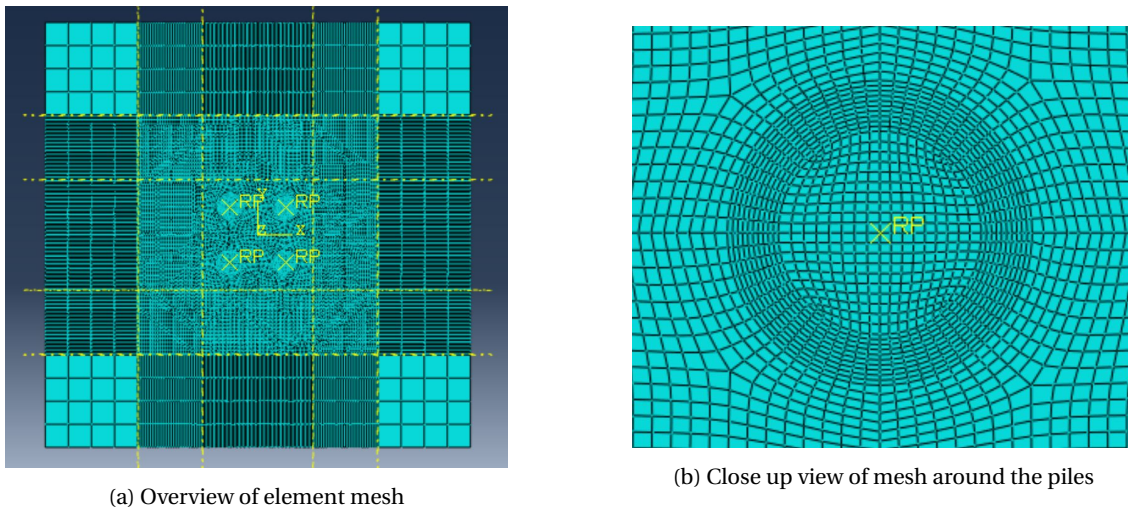 RP RP
Y
Z X
RP RP
RP
(a) Overview of element mesh
(b) Close up view of mesh around the piles